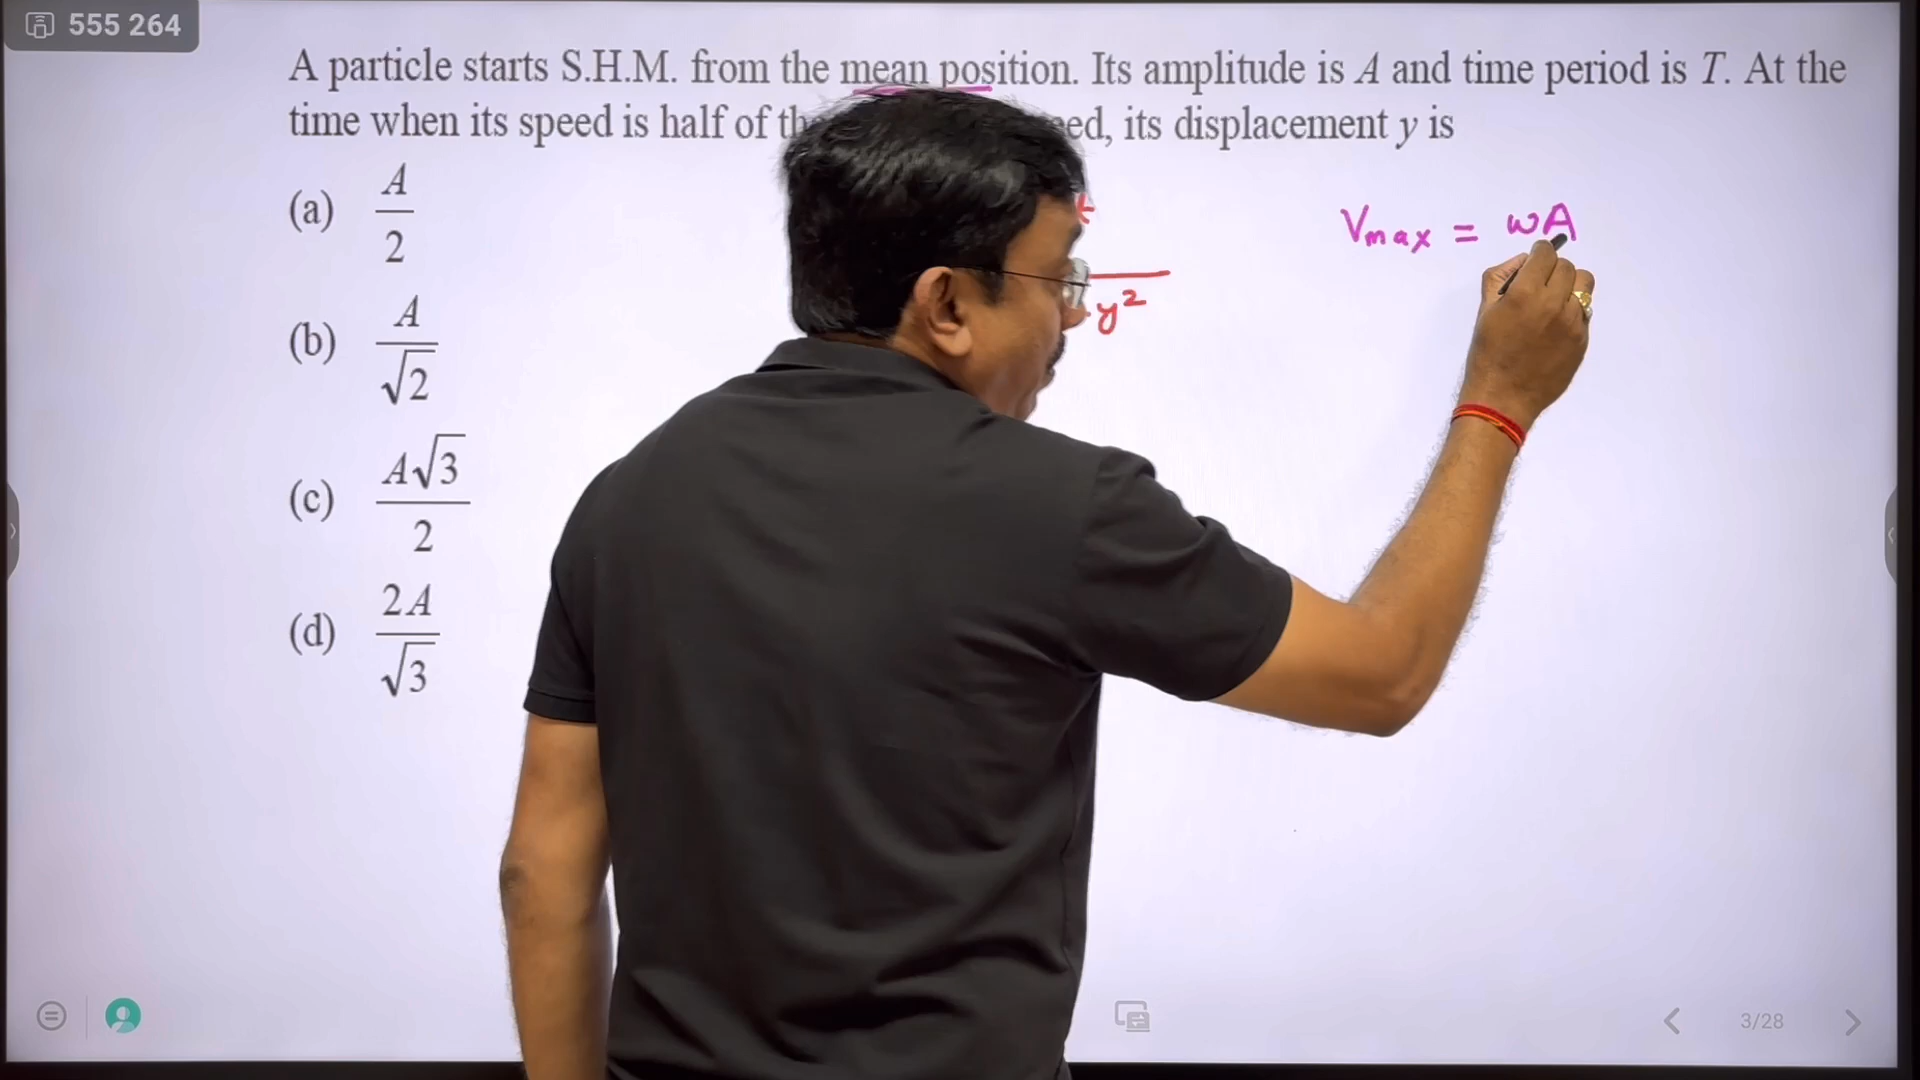 555 264
A particle starts S.H.M. from the mean position. Its amplitude is A and time period is T. At the
time when its speed is half of th ed, its displacement y is
(a) A/2
(b) A/√2
(c) A√3/2
(d) 2A/√3
Vmax = ωA
y²
3/28